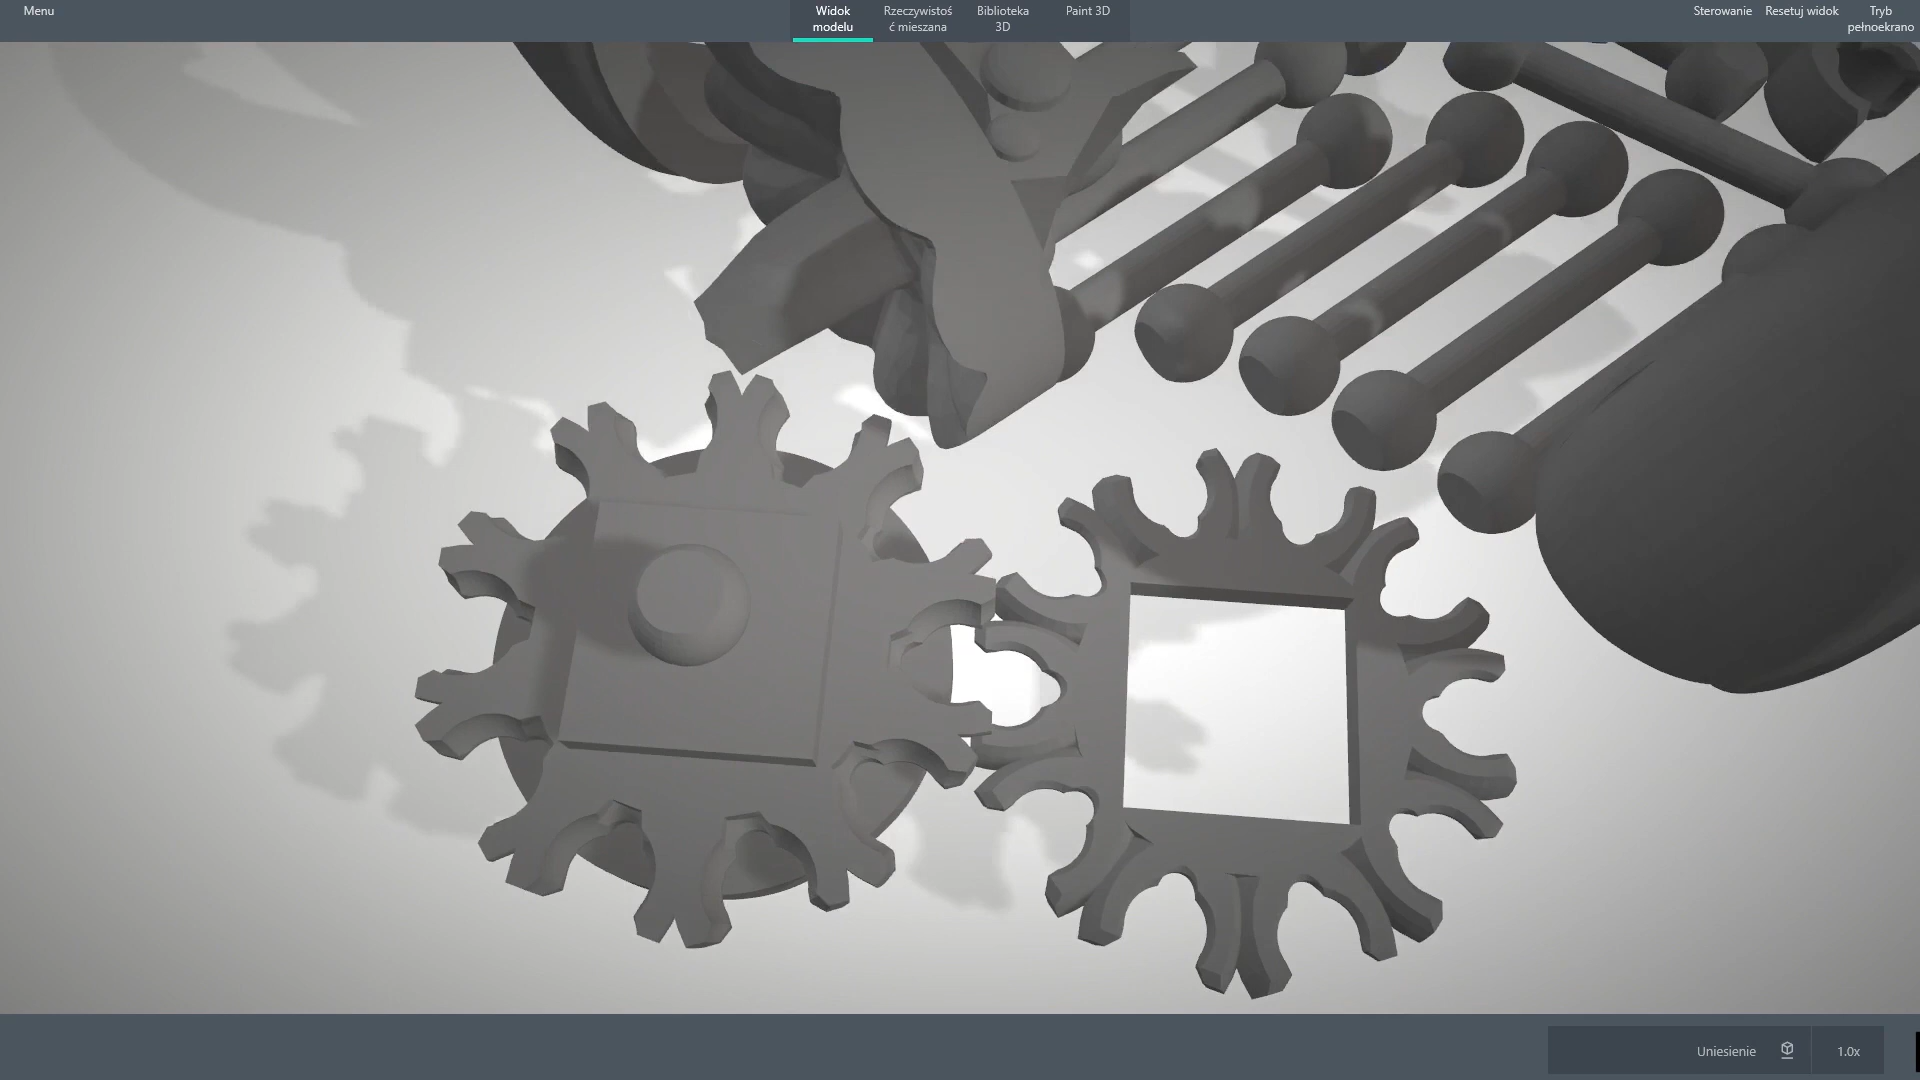 Menu
Widok
modelu
Rzeczywistoś
ć mieszana
Biblioteka
3D
Paint 3D
Sterowanie
Resetuj widok
Tryb
pełnoekrano
Uniesienie
1.0x